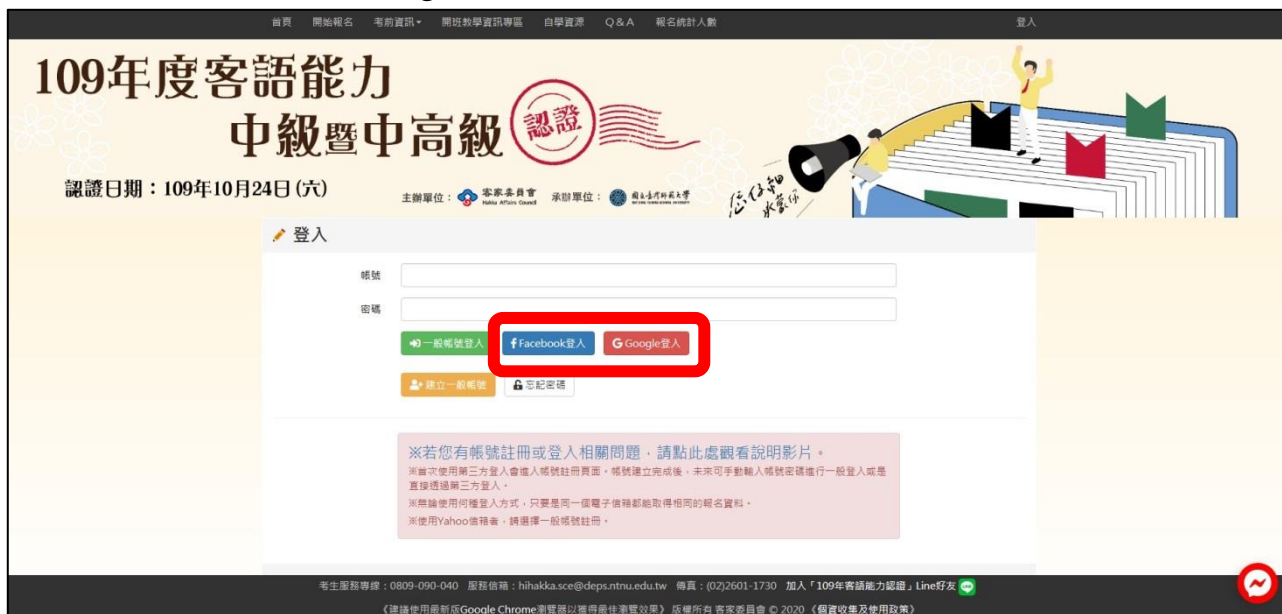 首頁 開始報名 考前資訊 開班教學資訊專區 自學資源 Q&A 報名統計人數 登入
109年度客語能力
中級暨中高級 認證
認證日期：109年10月24日(六)
主辦單位： 客家委員會 Hakka Affairs Council 承辦單位： 國立臺灣師範大學
登入
帳號
密碼
一般帳號登入 Facebook登入 Google登入
建立一般帳號 忘記密碼
※若您有帳號註冊或登入相關問題，請點此處觀看說明影片。
※首次使用第三方登入會進入帳號註冊頁面。帳號建立完成後，未來可手動輸入帳號密碼進行一般登入或是
直接透過第三方登入。
※無論使用何種登入方式，只要是同一個電子信箱都能取得相同的報名資料。
※使用Yahoo信箱者，請選擇一般帳號註冊。
考生服務專線：0809-090-040 服務信箱：hihakka.sce@deps.ntnu.edu.tw 傳真：(02)2601-1730 加入「109年客語能力認證」Line好友
《建議使用最新版Google Chrome瀏覽器以獲得最佳瀏覽效果》 版權所有 客家委員會 © 2020 《個資收集及使用政策》